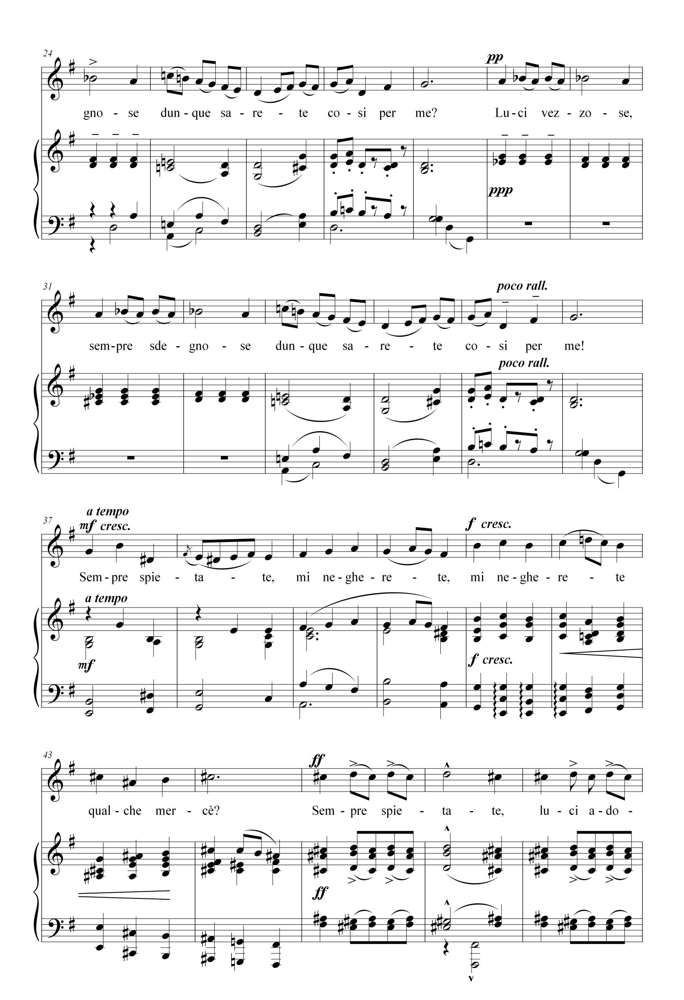 24
pp
gno - se dun - que sa - re - te co - si per me? Lu - ci vez - zo - se,
ppp
31
poco rall.
sem - pre sde - gno - se dun - que sa - re - te co - si per me!
poco rall.
37
a tempo
mf cresc. f cresc.
Sem - pre spie - ta - te, mi ne - ghe - re - te, mi ne - ghe - re - te
a tempo
mf f cresc.
43
ff
qual - che mer - cè? Sem - pre spie - ta - te, lu - ci a - do -
ff